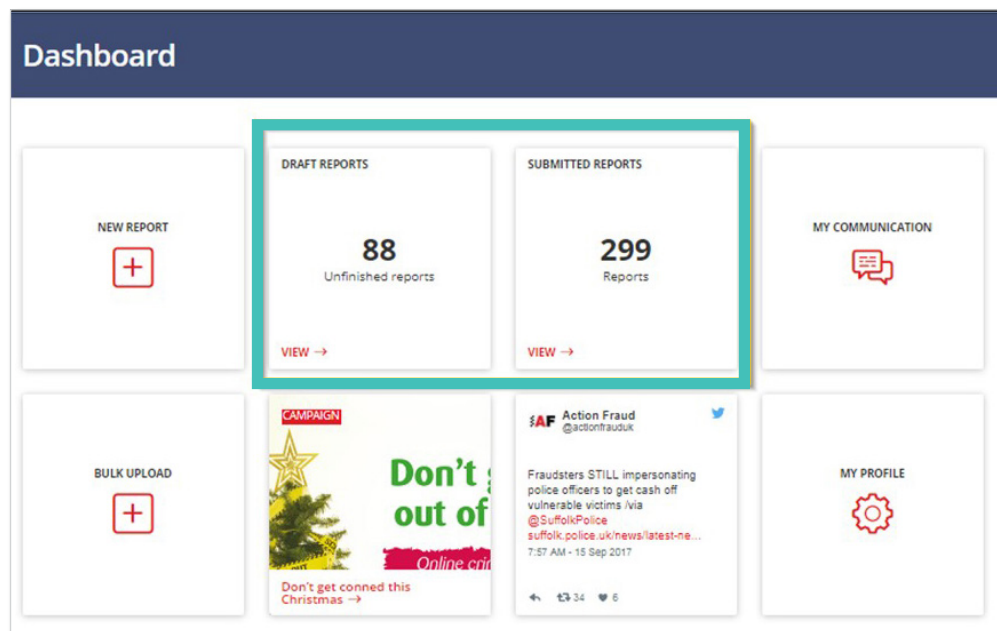 Dashboard
NEW REPORT
DRAFT REPORTS
88
Unfinished reports
VIEW →
SUBMITTED REPORTS
299
Reports
VIEW →
MY COMMUNICATION
BULK UPLOAD
CAMPAIGN
Don't
out of
Online
Don't get conned this
Christmas →
AF
Action Fraud
@actionfrauduk
Fraudsters STILL impersonating
police officers to get cash off
vulnerable victims /via
@SuffolkPolice
suffolk.police.uk/news/latest-ne...
7:57 AM - 15 Sep 2017
34
6
MY PROFILE